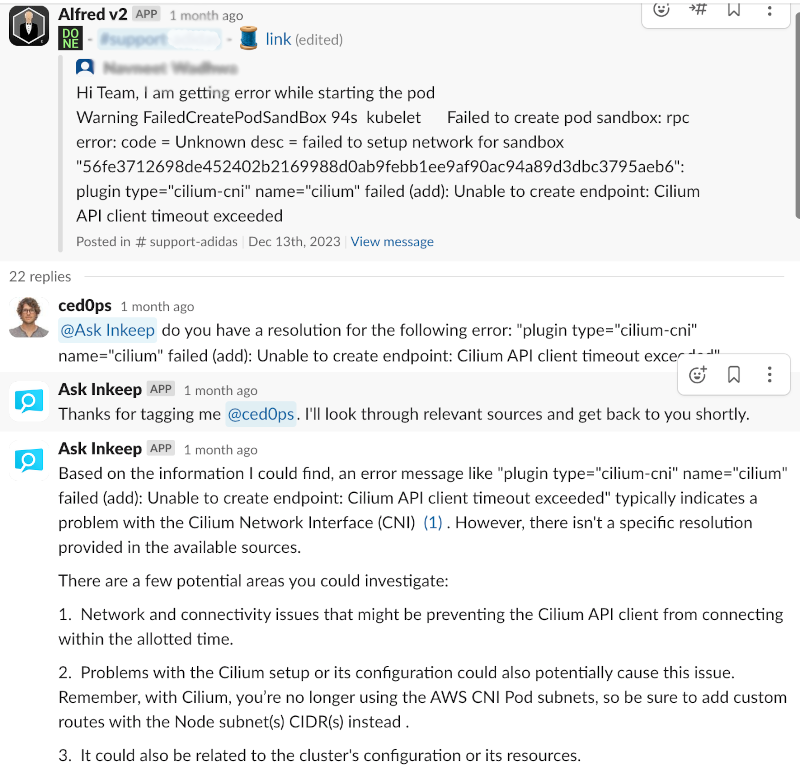 Alfred v2 APP 1 month ago
DONE - #support - link (edited)
Hi Team, I am getting error while starting the pod
Warning FailedCreatePodSandBox 94s kubelet Failed to create pod sandbox: rpc
error: code = Unknown desc = failed to setup network for sandbox
"56fe3712698de452402b2169988d0ab9febb1ee9af90ac94a89d3dbc3795aeb6":
plugin type="cilium-cni" name="cilium" failed (add): Unable to create endpoint: Cilium
API client timeout exceeded
Posted in # support-adidas | Dec 13th, 2023 | View message
22 replies
ced0ps 1 month ago
@Ask Inkeep do you have a resolution for the following error: "plugin type="cilium-cni"
name="cilium" failed (add): Unable to create endpoint: Cilium API client timeout exceeded"
Ask Inkeep APP 1 month ago
Thanks for tagging me @ced0ps. I'll look through relevant sources and get back to you shortly.
Ask Inkeep APP 1 month ago
Based on the information I could find, an error message like "plugin type="cilium-cni" name="cilium"
failed (add): Unable to create endpoint: Cilium API client timeout exceeded" typically indicates a
problem with the Cilium Network Interface (CNI) (1) . However, there isn't a specific resolution
provided in the available sources.
There are a few potential areas you could investigate:
1. Network and connectivity issues that might be preventing the Cilium API client from connecting
within the allotted time.
2. Problems with the Cilium setup or its configuration could also potentially cause this issue.
Remember, with Cilium, you're no longer using the AWS CNI Pod subnets, so be sure to add custom
routes with the Node subnet(s) CIDR(s) instead .
3. It could also be related to the cluster's configuration or its resources.